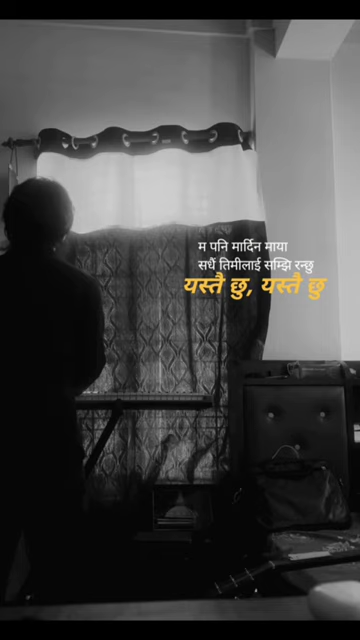 म पनि मार्दिन माया
सधैं तिमीलाई सम्झि रन्छु
यस्तै छु, यस्तै छु